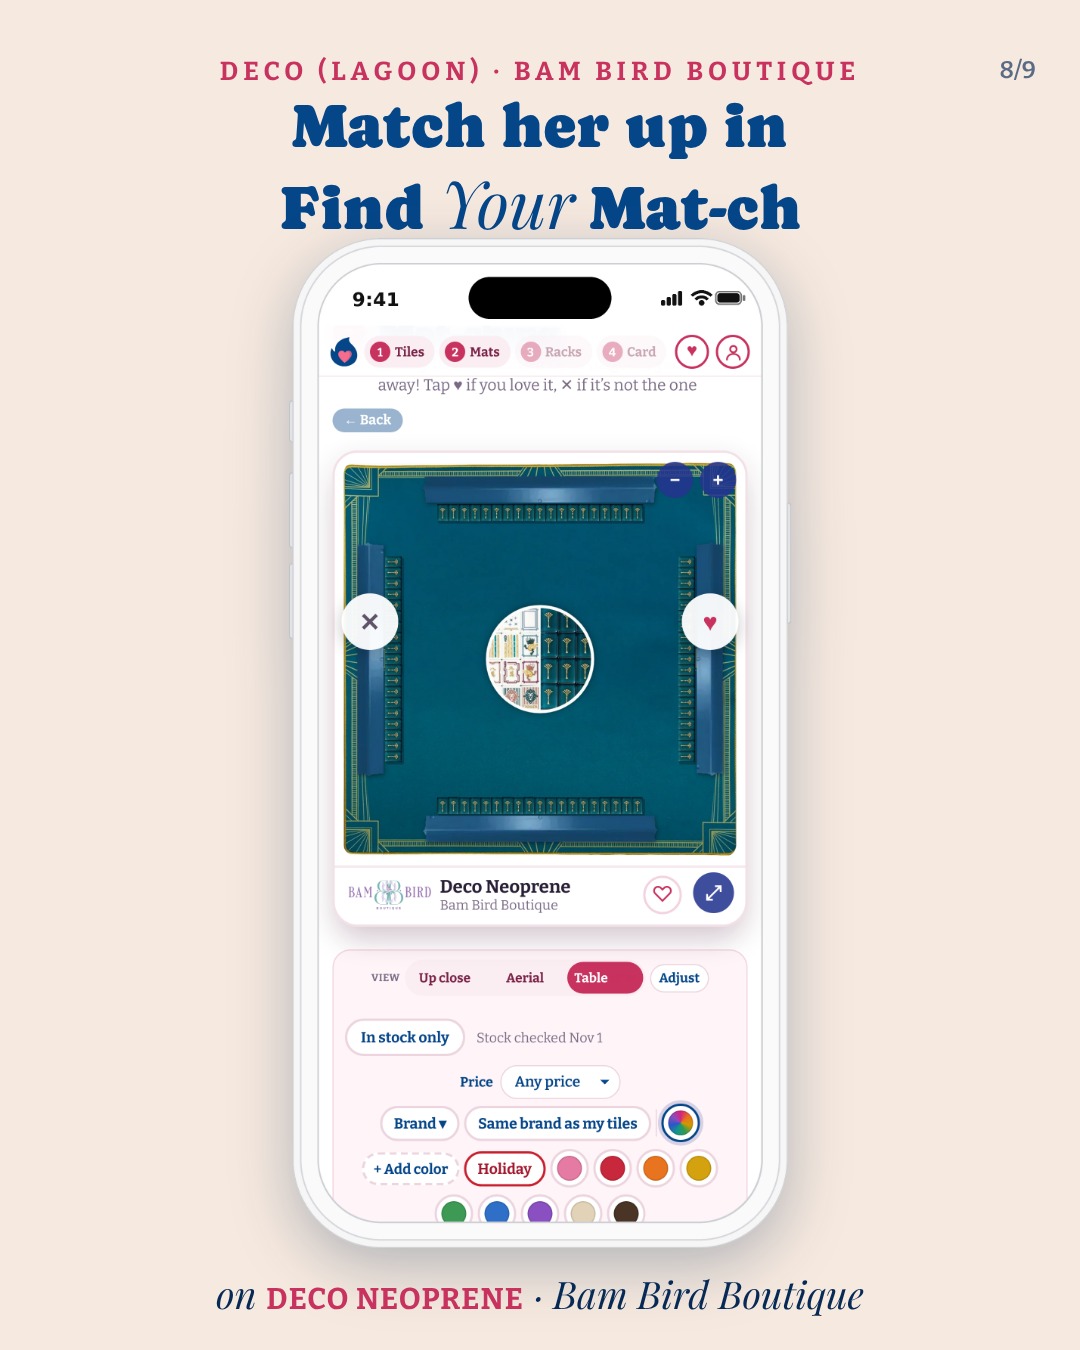 DECO (LAGOON) · BAM BIRD BOUTIQUE
8/9
Match her up in
Find Your Mat-ch
9:41
1 Tiles
2 Mats
3 Racks
4 Card
away! Tap ♥ if you love it, ✕ if it's not the one
← Back
BAM BIRD
Deco Neoprene
Bam Bird Boutique
VIEW
Up close
Aerial
Table
Adjust
In stock only
Stock checked Nov 1
Price
Any price
Brand ▾
Same brand as my tiles
+ Add color
Holiday
on DECO NEOPRENE · Bam Bird Boutique